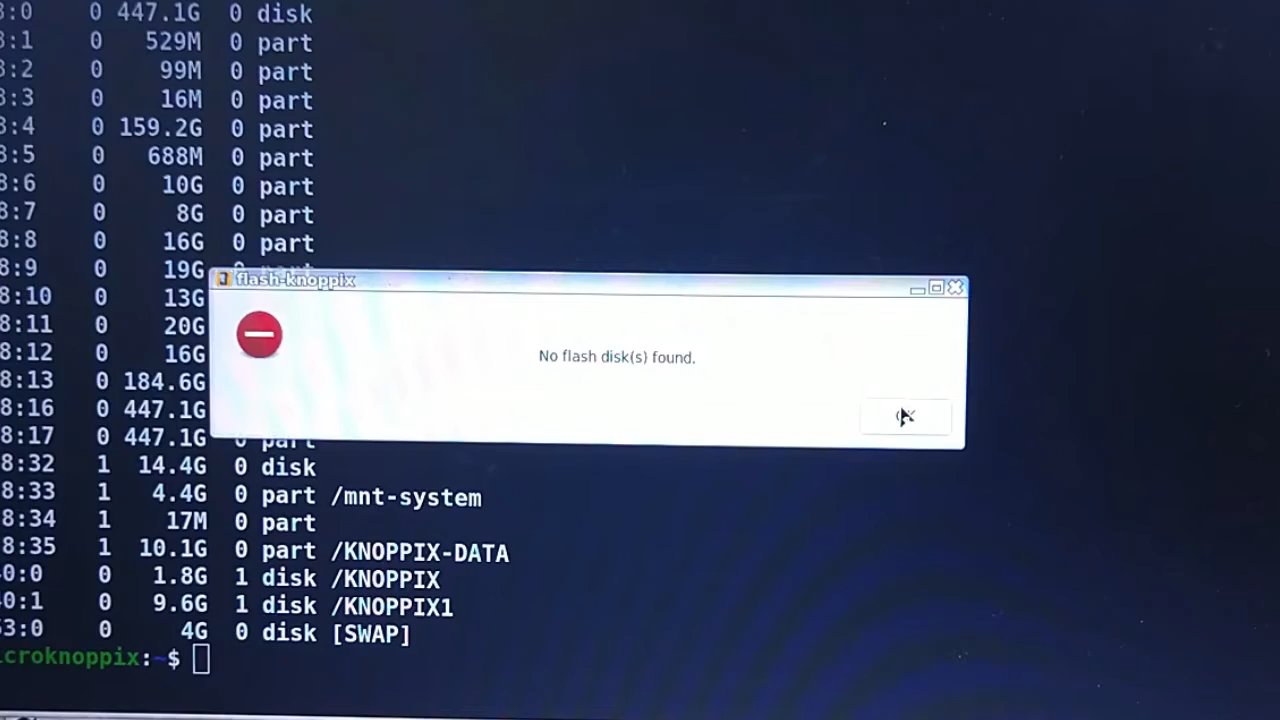 8:0 0 447.1G 0 disk
8:1 0 529M 0 part
8:2 0 99M 0 part
8:3 0 16M 0 part
8:4 0 159.2G 0 part
8:5 0 688M 0 part
8:6 0 10G 0 part
8:7 0 8G 0 part
8:8 0 16G 0 part
8:9 0 19G 0 part
flash-knoppix
8:10 0 13G
8:11 0 20G
8:12 0 16G
No flash disk(s) found.
8:13 0 184.6G
8:16 0 447.1G
8:17 0 447.1G 0 part
8:32 1 14.4G 0 disk
8:33 1 4.4G 0 part /mnt-system
8:34 1 17M 0 part
8:35 1 10.1G 0 part /KNOPPIX-DATA
0:0 0 1.8G 1 disk /KNOPPIX
0:1 0 9.6G 1 disk /KNOPPIX1
53:0 0 4G 0 disk [SWAP]
croknoppix:~$